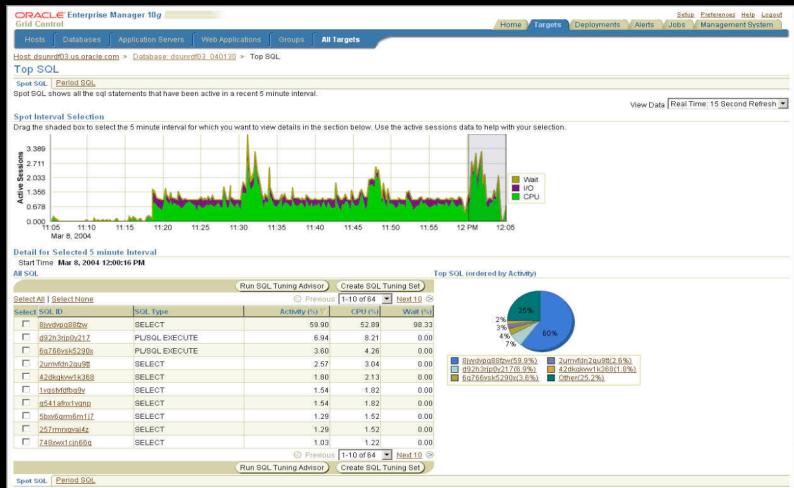 ORACLE Enterprise Manager 10g
Grid Control
Setup Preferences Help Logout
Home Targets Deployments Alerts Jobs Management System
Hosts Databases Application Servers Web Applications Groups All Targets
Host: dsunrdf03.us.oracle.com > Database: dsunrdf03_040130 > Top SQL
Top SQL
Spot SQL Period SQL
Spot SQL shows all the sql statements that have been active in a recent 5 minute interval.
View Data Real Time: 15 Second Refresh
Spot Interval Selection
Drag the shaded box to select the 5 minute interval for which you want to view details in the section below. Use the active sessions data to help with your selection.
Active Sessions
3.389
2.711
2.033
1.356
0.678
0.000
Wait
I/O
CPU
11:05 11:10 11:15 11:20 11:25 11:30 11:35 11:40 11:45 11:50 11:55 12 PM 12:05
Mar 8, 2004
Detail for Selected 5 minute Interval
Start Time Mar 8, 2004 12:00:16 PM
All SQL
Run SQL Tuning Advisor Create SQL Tuning Set
Select All | Select None
Previous 1-10 of 64 Next 10
Select SQL ID SQL Type Activity (%) CPU (%) Wait (%)
8jvydvpq88fzw SELECT 59.90 52.89 98.33
d92h3rjp0y217 PL/SQL EXECUTE 6.94 8.21 0.00
6q766vsk5290x PL/SQL EXECUTE 3.60 4.26 0.00
2umvfdn2qu9tt SELECT 2.57 3.04 0.00
42dkqkyw1k368 SELECT 1.80 2.13 0.00
SELECT 1.54 1.82 0.00
SELECT 1.54 1.82 0.00
SELECT 1.29 1.52 0.00
SELECT 1.29 1.52 0.00
749xwx1cjn66q SELECT 1.03 1.22 0.00
Previous 1-10 of 64 Next 10
Run SQL Tuning Advisor Create SQL Tuning Set
Top SQL (ordered by Activity)
25%
2%
3%
4%
7%
60%
8jvydvpq88fzw(59.9%) 2umvfdn2qu9tt(2.6%)
d92h3rjp0y217(6.9%) 42dkqkyw1k368(1.8%)
6q766vsk5290x(3.6%) Other(25.2%)
Spot SQL Period SQL